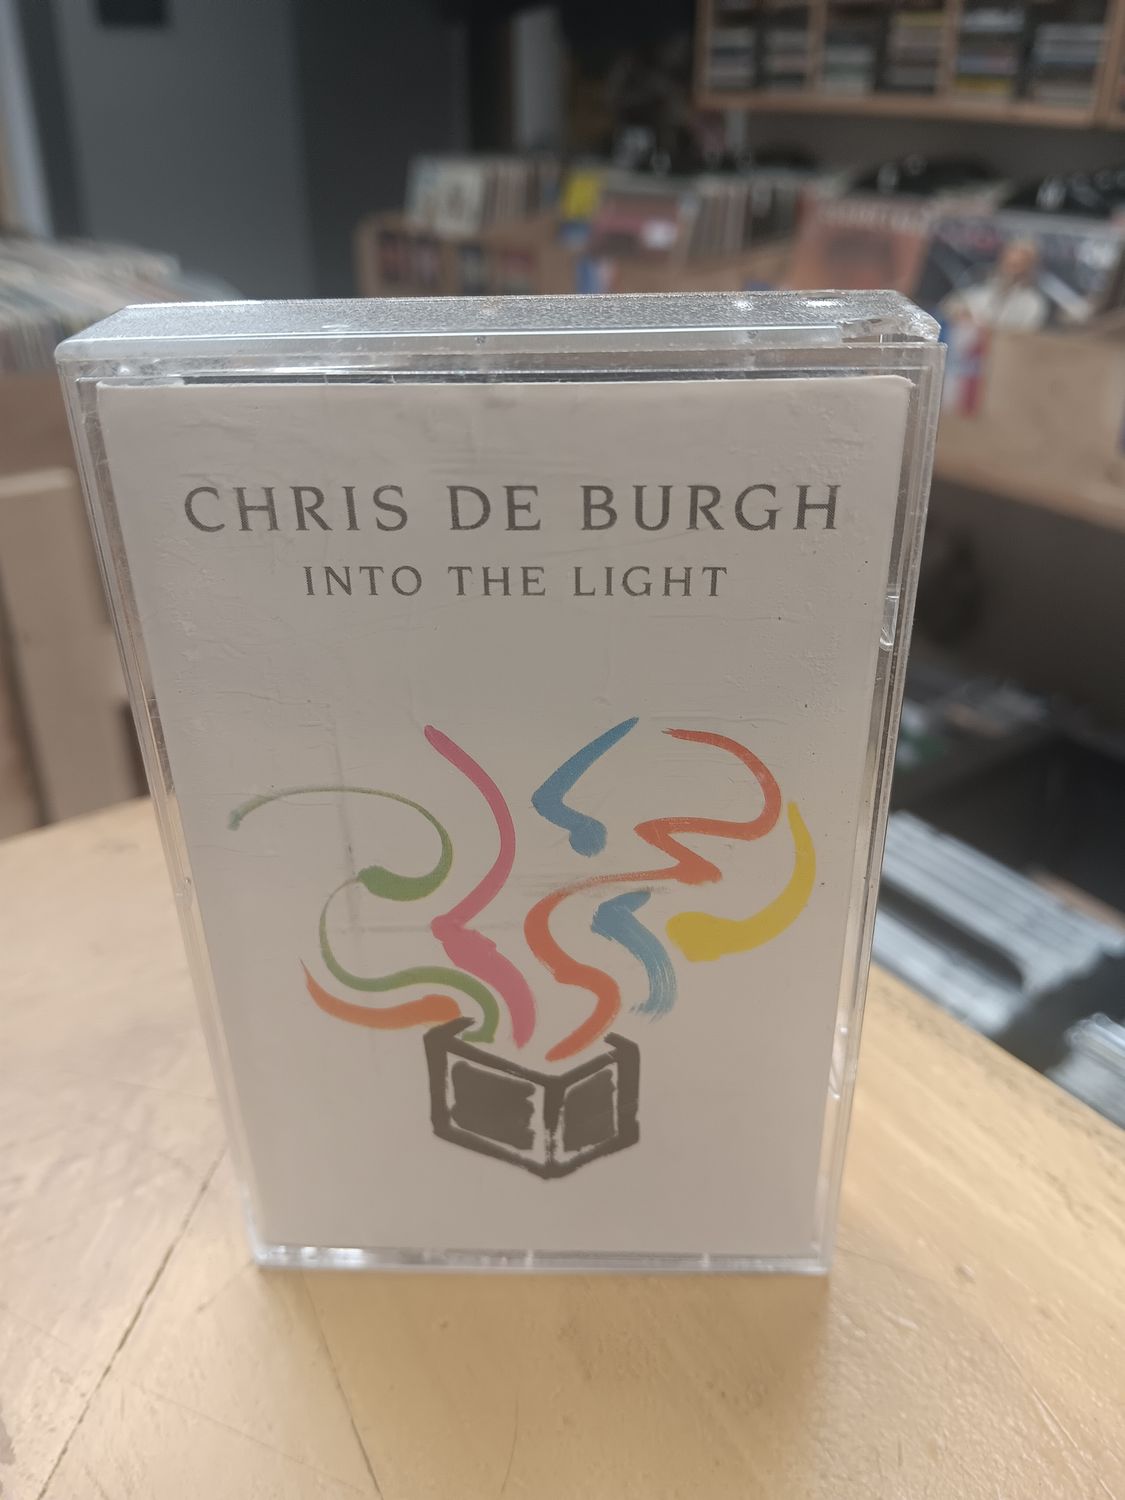 CHRIS DE BURGH
INTO THE LIGHT